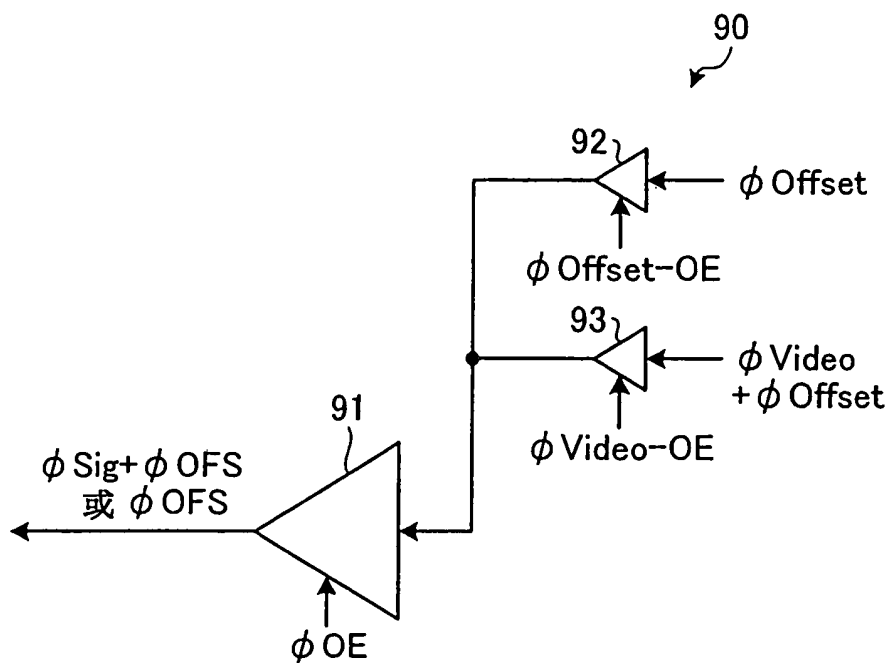 90
92
φ Offset
φ Offset-OE
93
φ Video
+ φ Offset
φ Video-OE
91
φ Sig+ φ OFS
或 φ OFS
φ OE